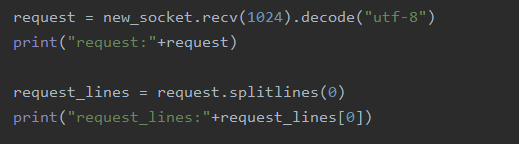 request = new_socket.recv(1024).decode("utf-8")
print("request:"+request)
request_lines = request.splitlines(0)
print("request_lines:"+request_lines[0])